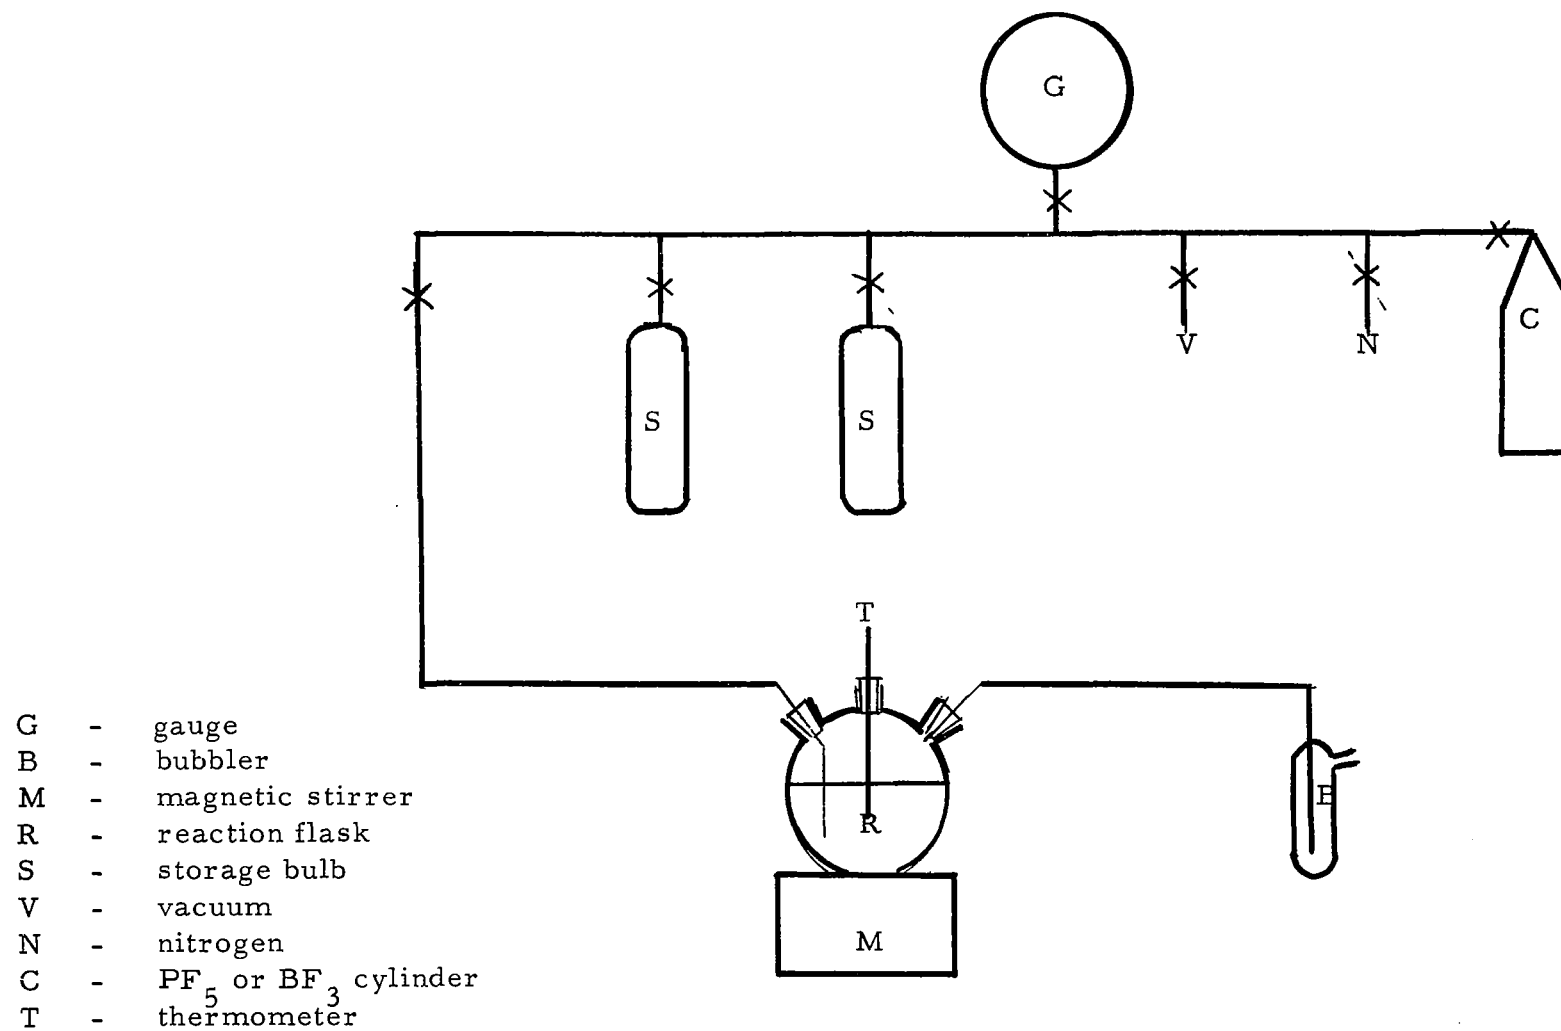 G
C
V
N
S
S
T
G - gauge
B - bubbler
M - magnetic stirrer
R - reaction flask
S - storage bulb
V - vacuum
N - nitrogen
C - PF5 or BF3 cylinder
T - thermometer
R
B
M